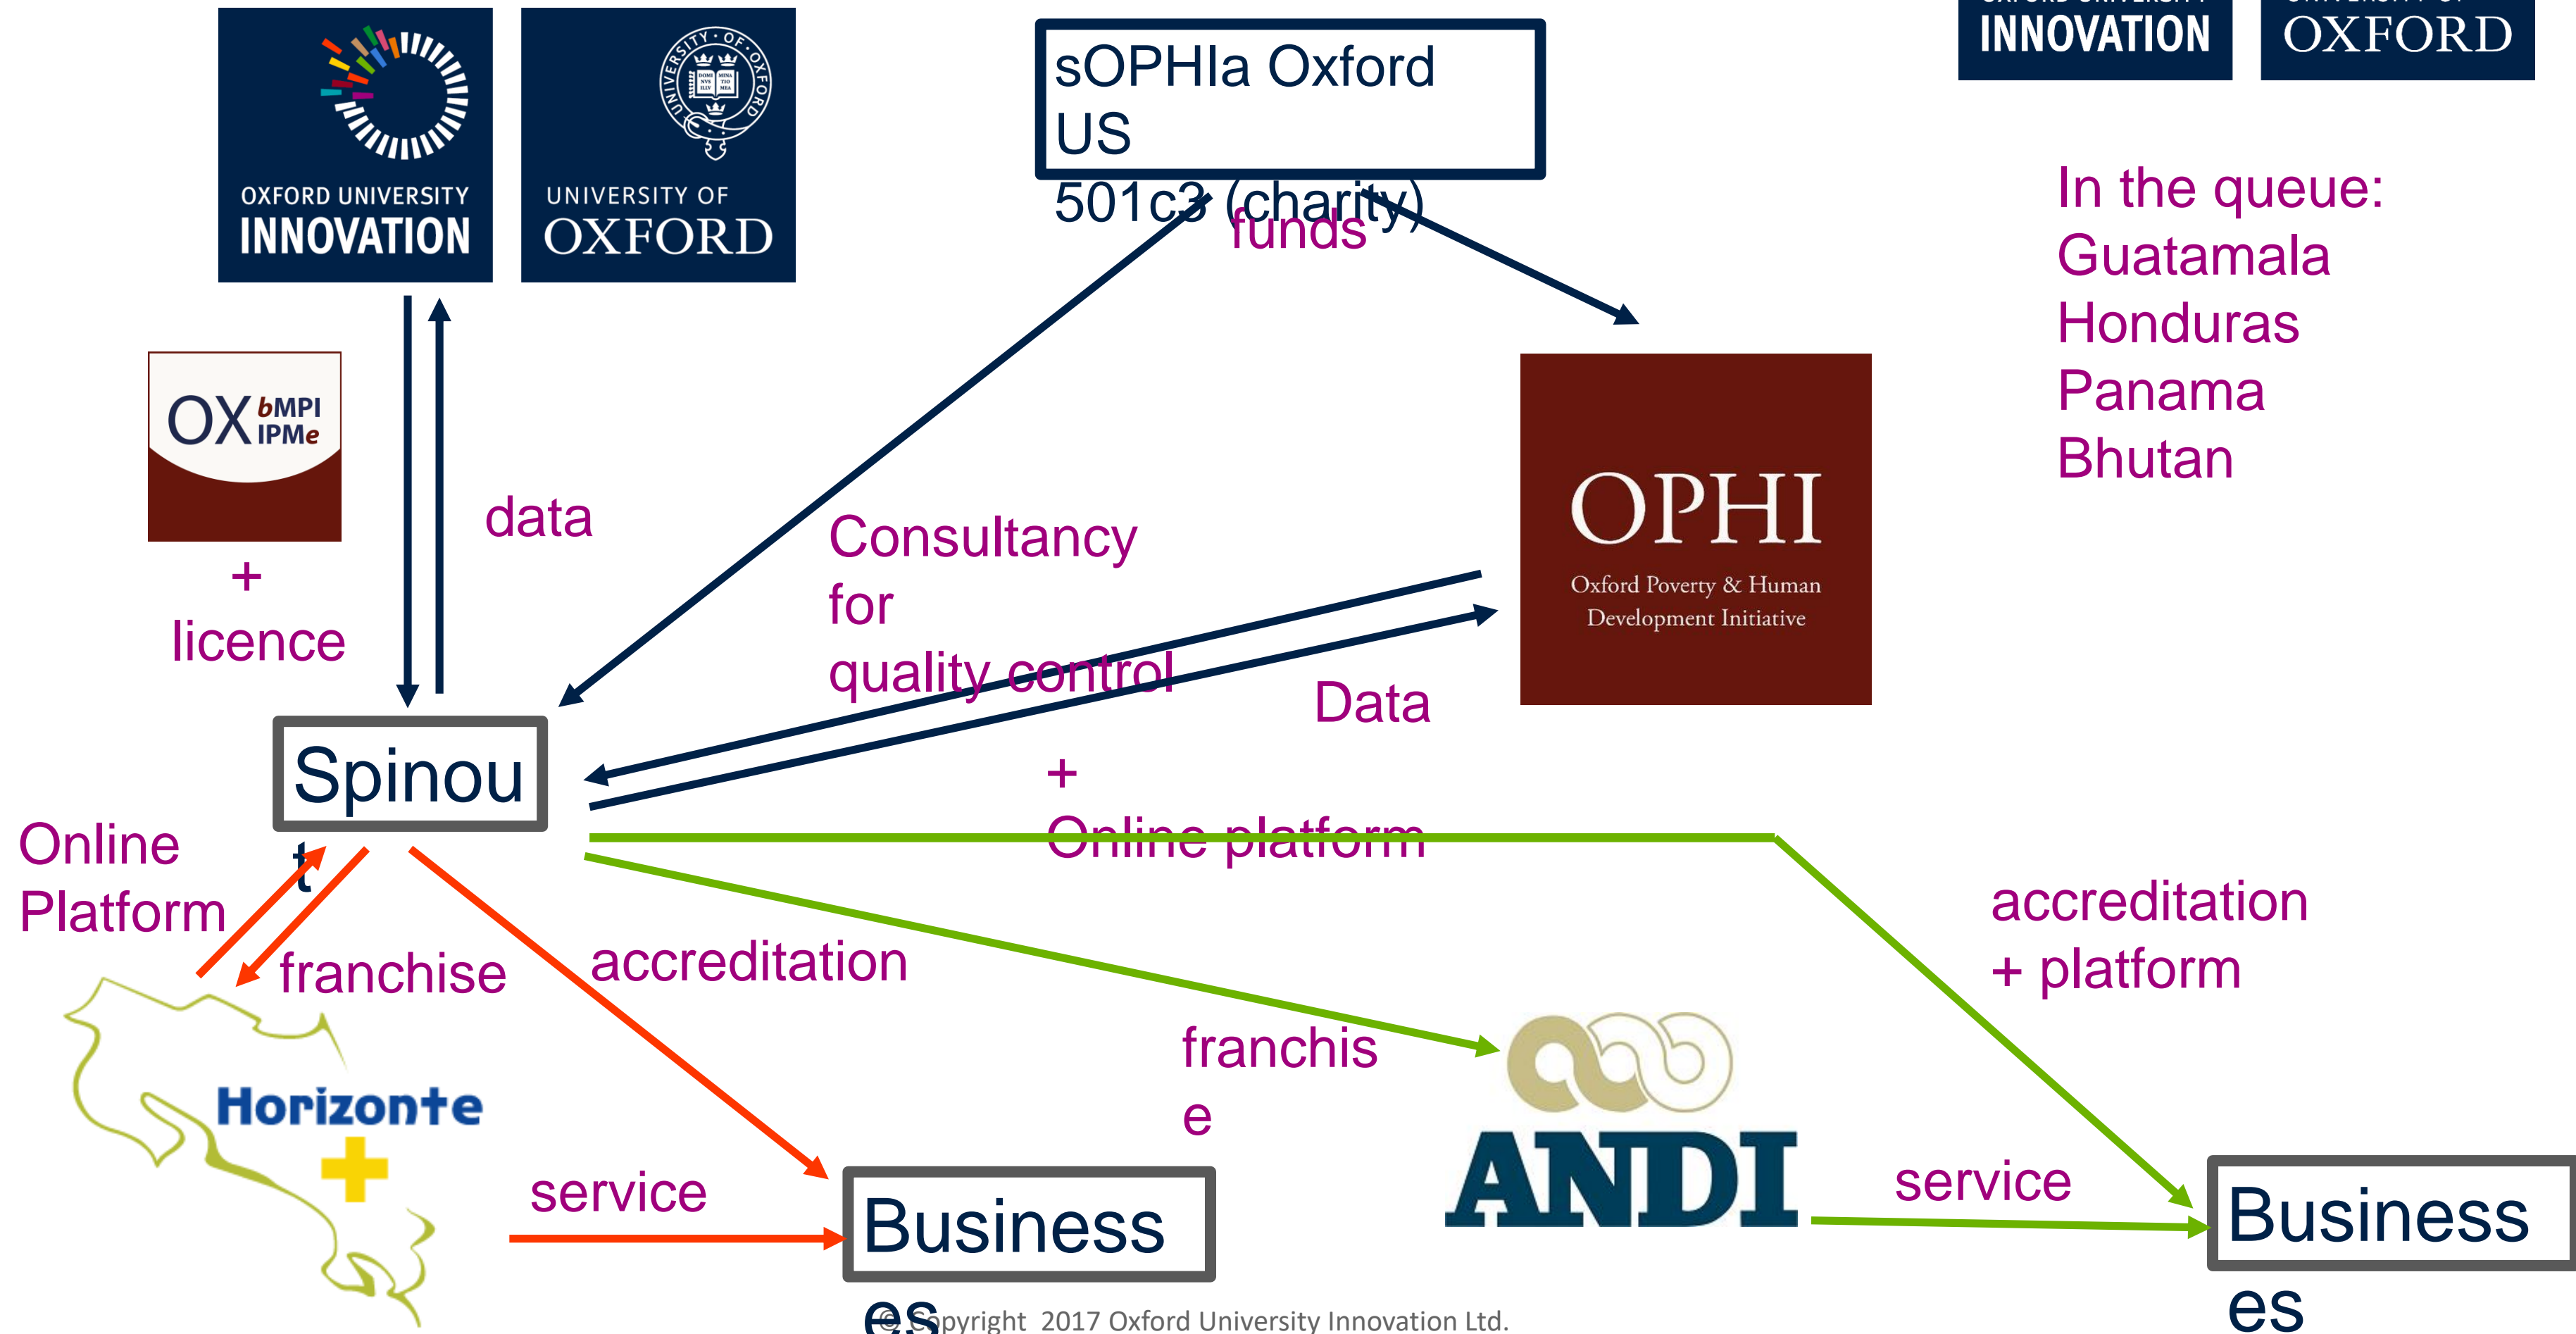 OXFORD UNIVERSITY
INNOVATION
UNIVERSITY OF
OXFORD
sOPHIa Oxford
US
501c3 (charity)
funds
INNOVATION
OXFORD
In the queue:
Guatamala
Honduras
Panama
Bhutan
OX bMPI
IPMe
+
licence
data
Consultancy
for
quality control
OPHI
Oxford Poverty & Human
Development Initiative
Data
+
Online platform
Spinou
t
Online
Platform
franchise
accreditation
accreditation
+ platform
franchis
e
Horizonte
+
service
Business
es
ANDI
service
Business
es
© Copyright 2017 Oxford University Innovation Ltd.